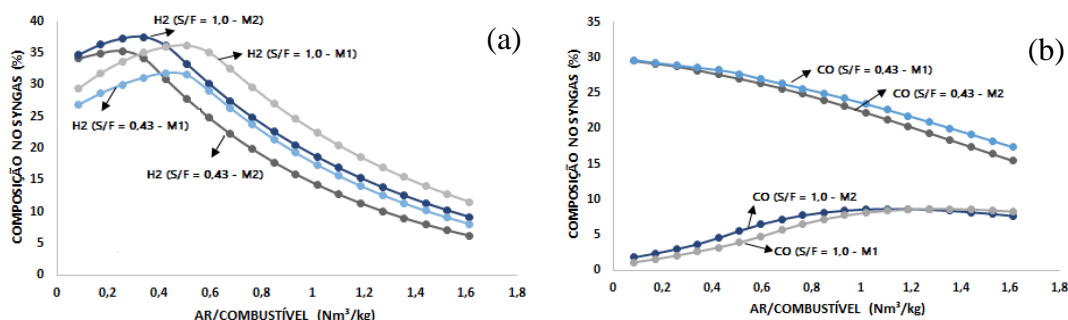 (a)
COMPOSIÇÃO NO SYNGAS (%)
40
35
30
25
20
15
10
5
0
H2 (S/F = 1,0 - M2)
H2 (S/F = 1,0 - M1)
H2 (S/F = 0,43 - M1)
H2 (S/F = 0,43 - M2)
0 0,2 0,4 0,6 0,8 1 1,2 1,4 1,6 1,8
AR/COMBUSTÍVEL (Nm³/kg)
(b)
COMPOSIÇÃO NO SYNGAS (%)
35
30
25
20
15
10
5
0
CO (S/F = 0,43 - M1)
CO (S/F = 0,43 - M2
CO (S/F = 1,0 - M2
CO (S/F = 1,0 - M1
0 0,2 0,4 0,6 0,8 1 1,2 1,4 1,6 1,8
AR/COMBUSTÍVEL (Nm³/kg)